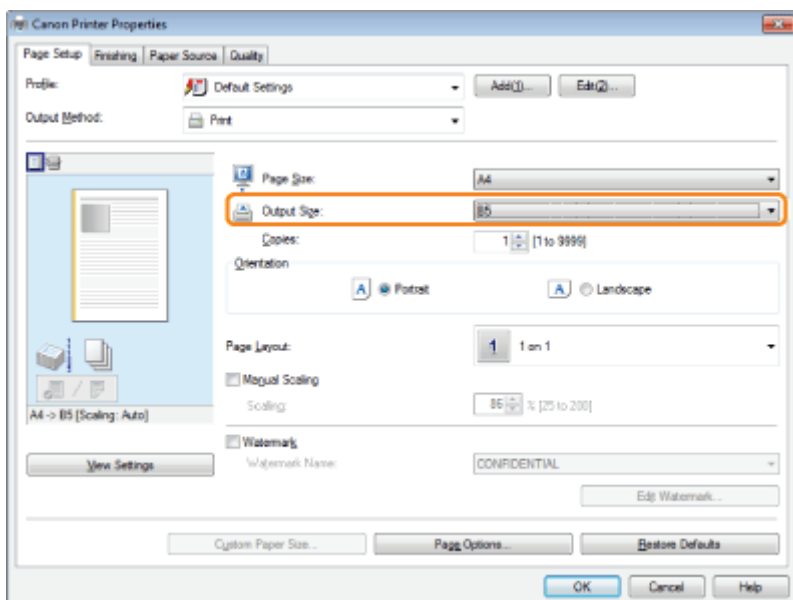 Canon Printer Properties
Page Setup Finishing Paper Source Quality
Profile: Default Settings Add(1)... Edit(2)...
Output Method: Print
Page Size: A4
Output Size: B5
Copies: 1 [1 to 9999]
Orientation
A Portrait A Landscape
Page Layout: 1 1 on 1
Manual Scaling
Scaling: 86 % [25 to 200]
A4 -> B5 [Scaling: Auto]
Watermark
View Settings Watermark Name: CONFIDENTIAL
Edit Watermark...
Custom Paper Size... Page Options... Restore Defaults
OK Cancel Help